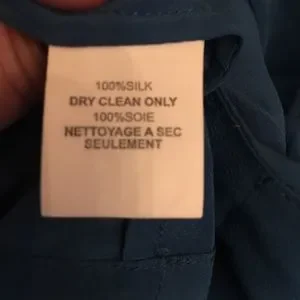 100%SILK
DRY CLEAN ONLY
100%SOIE
NETTOYAGE A SEC
SEULEMENT